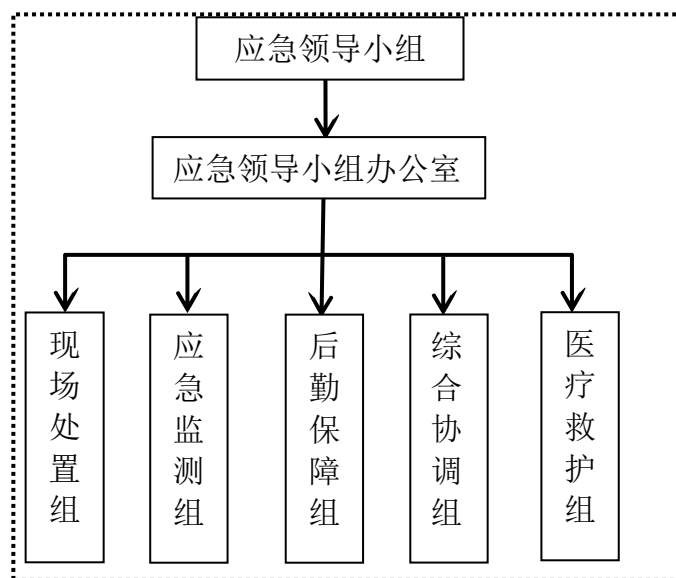 应急领导小组
应急领导小组办公室
现场处置组
应急监测组
后勤保障组
综合协调组
医疗救护组